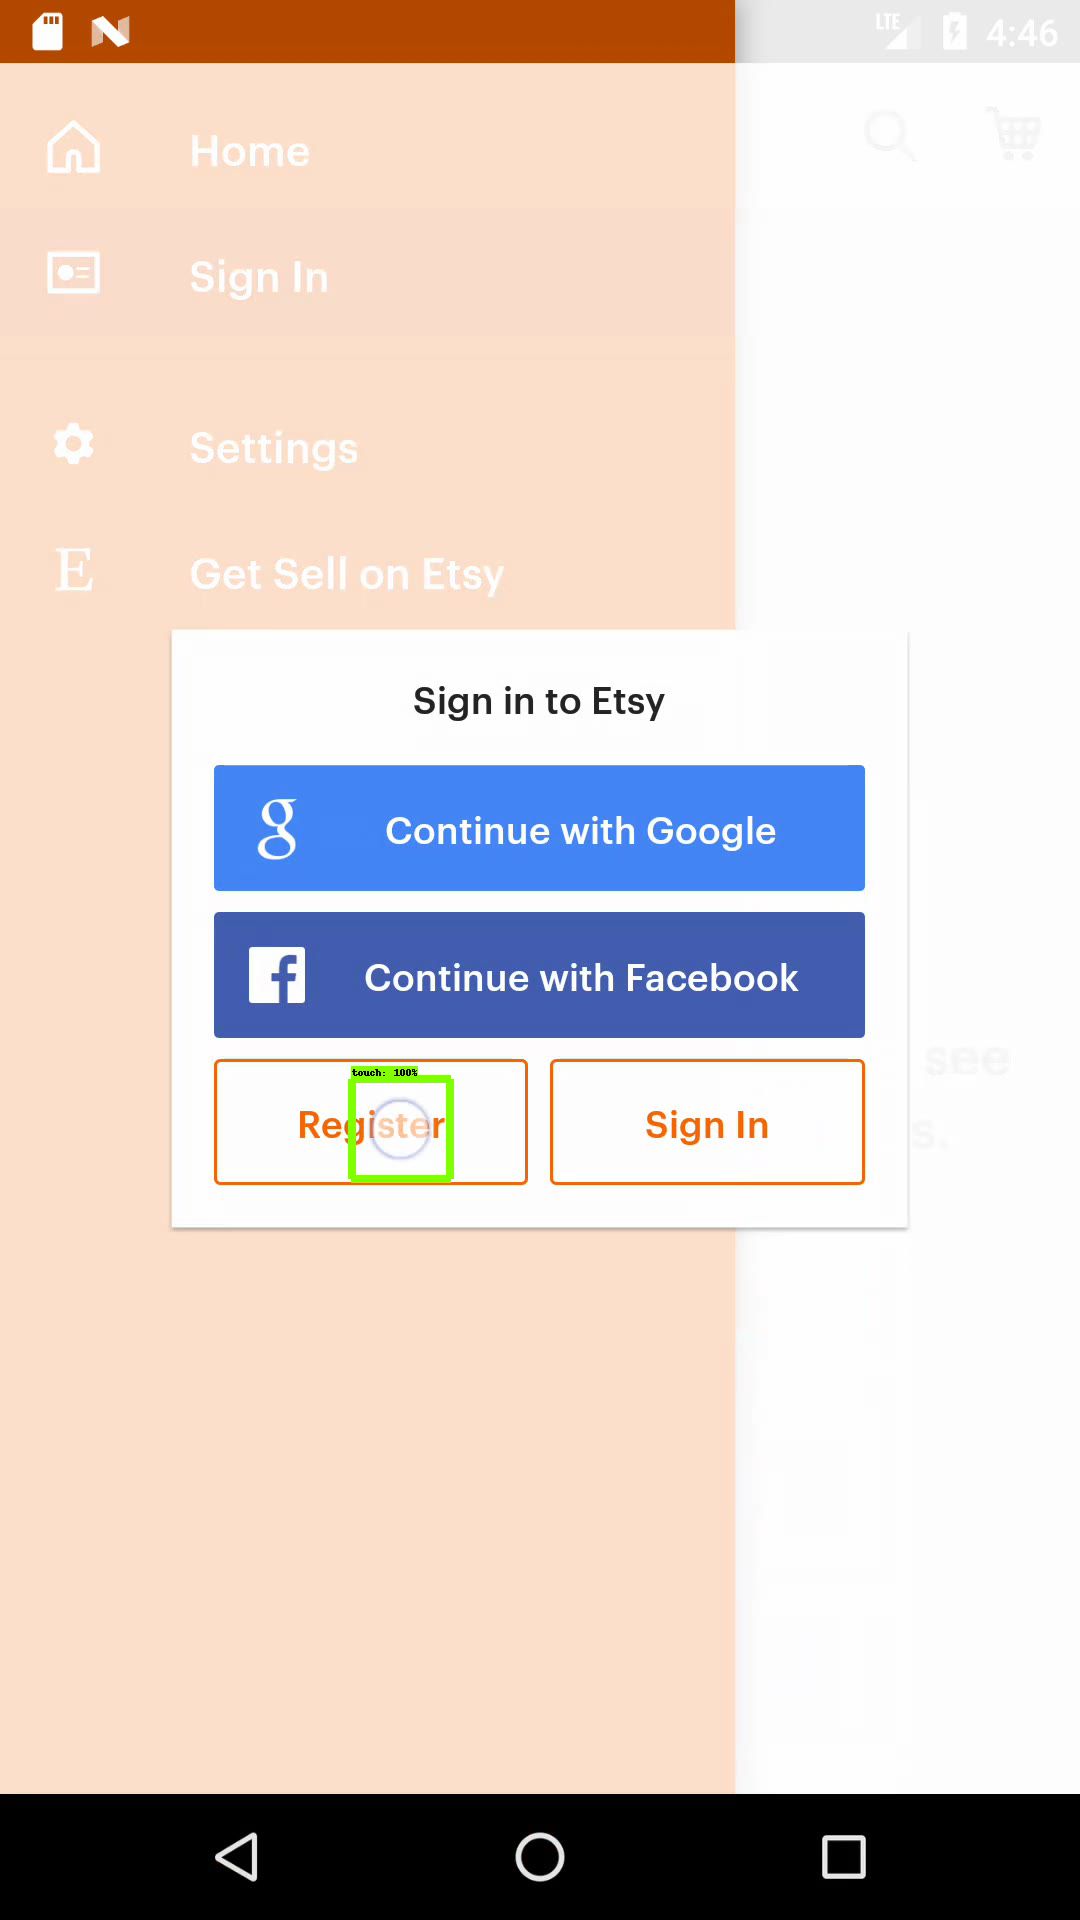 LTE 4:46
Home
Sign In
Settings
E Get Sell on Etsy
Sign in to Etsy
g Continue with Google
f Continue with Facebook
see
touch: 100%
Register Sign In
s.